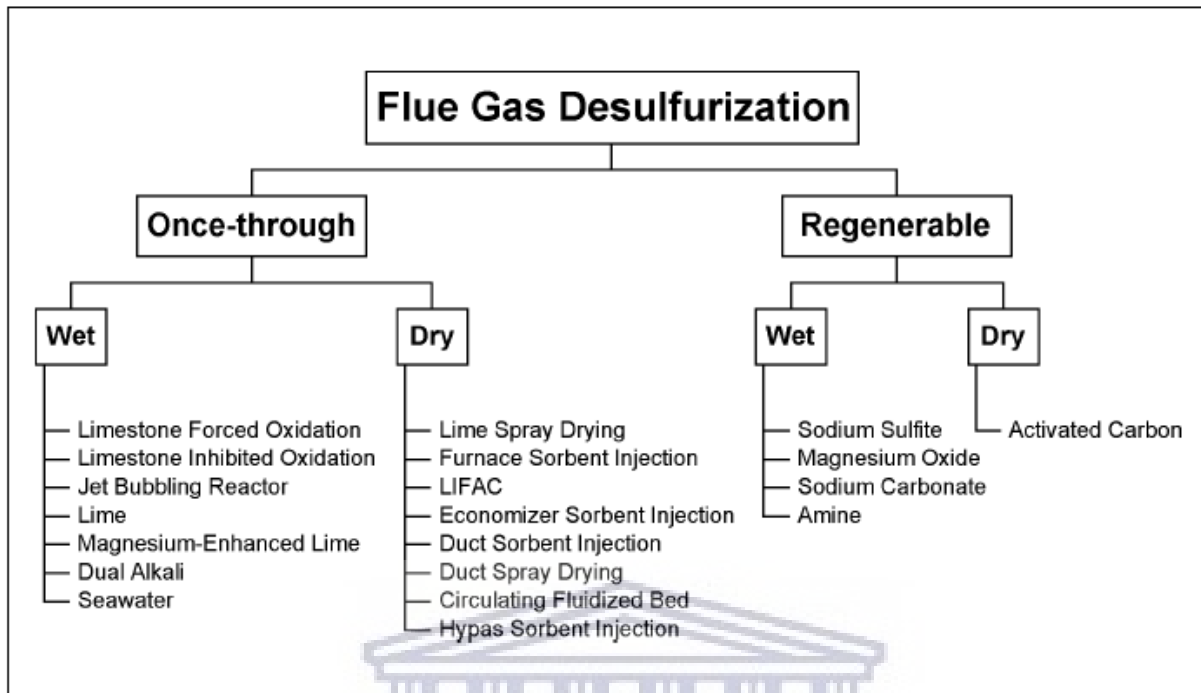 Flue Gas Desulfurization
Once-through
Regenerable
Wet
Dry
Wet
Dry
Limestone Forced Oxidation
Limestone Inhibited Oxidation
Jet Bubbling Reactor
Lime
Magnesium-Enhanced Lime
Dual Alkali
Seawater
Lime Spray Drying
Furnace Sorbent Injection
LIFAC
Economizer Sorbent Injection
Duct Sorbent Injection
Duct Spray Drying
Circulating Fluidized Bed
Hypas Sorbent Injection
Sodium Sulfite
Magnesium Oxide
Sodium Carbonate
Amine
Activated Carbon